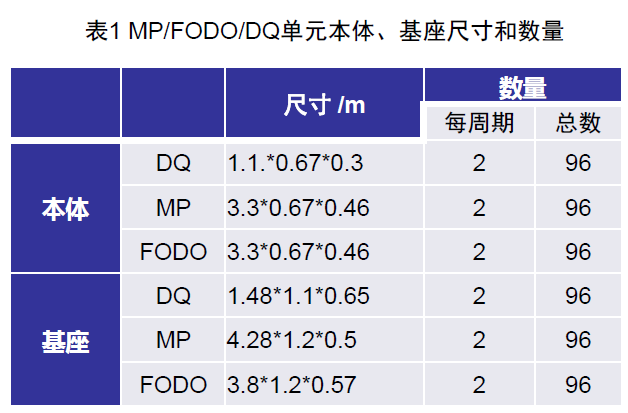 表1 MP/FODO/DQ单元本体、基座尺寸和数量
尺寸 /m 数量
每周期 总数
本体 DQ 1.1.*0.67*0.3 2 96
MP 3.3*0.67*0.46 2 96
FODO 3.3*0.67*0.46 2 96
基座 DQ 1.48*1.1*0.65 2 96
MP 4.28*1.2*0.5 2 96
FODO 3.8*1.2*0.57 2 96